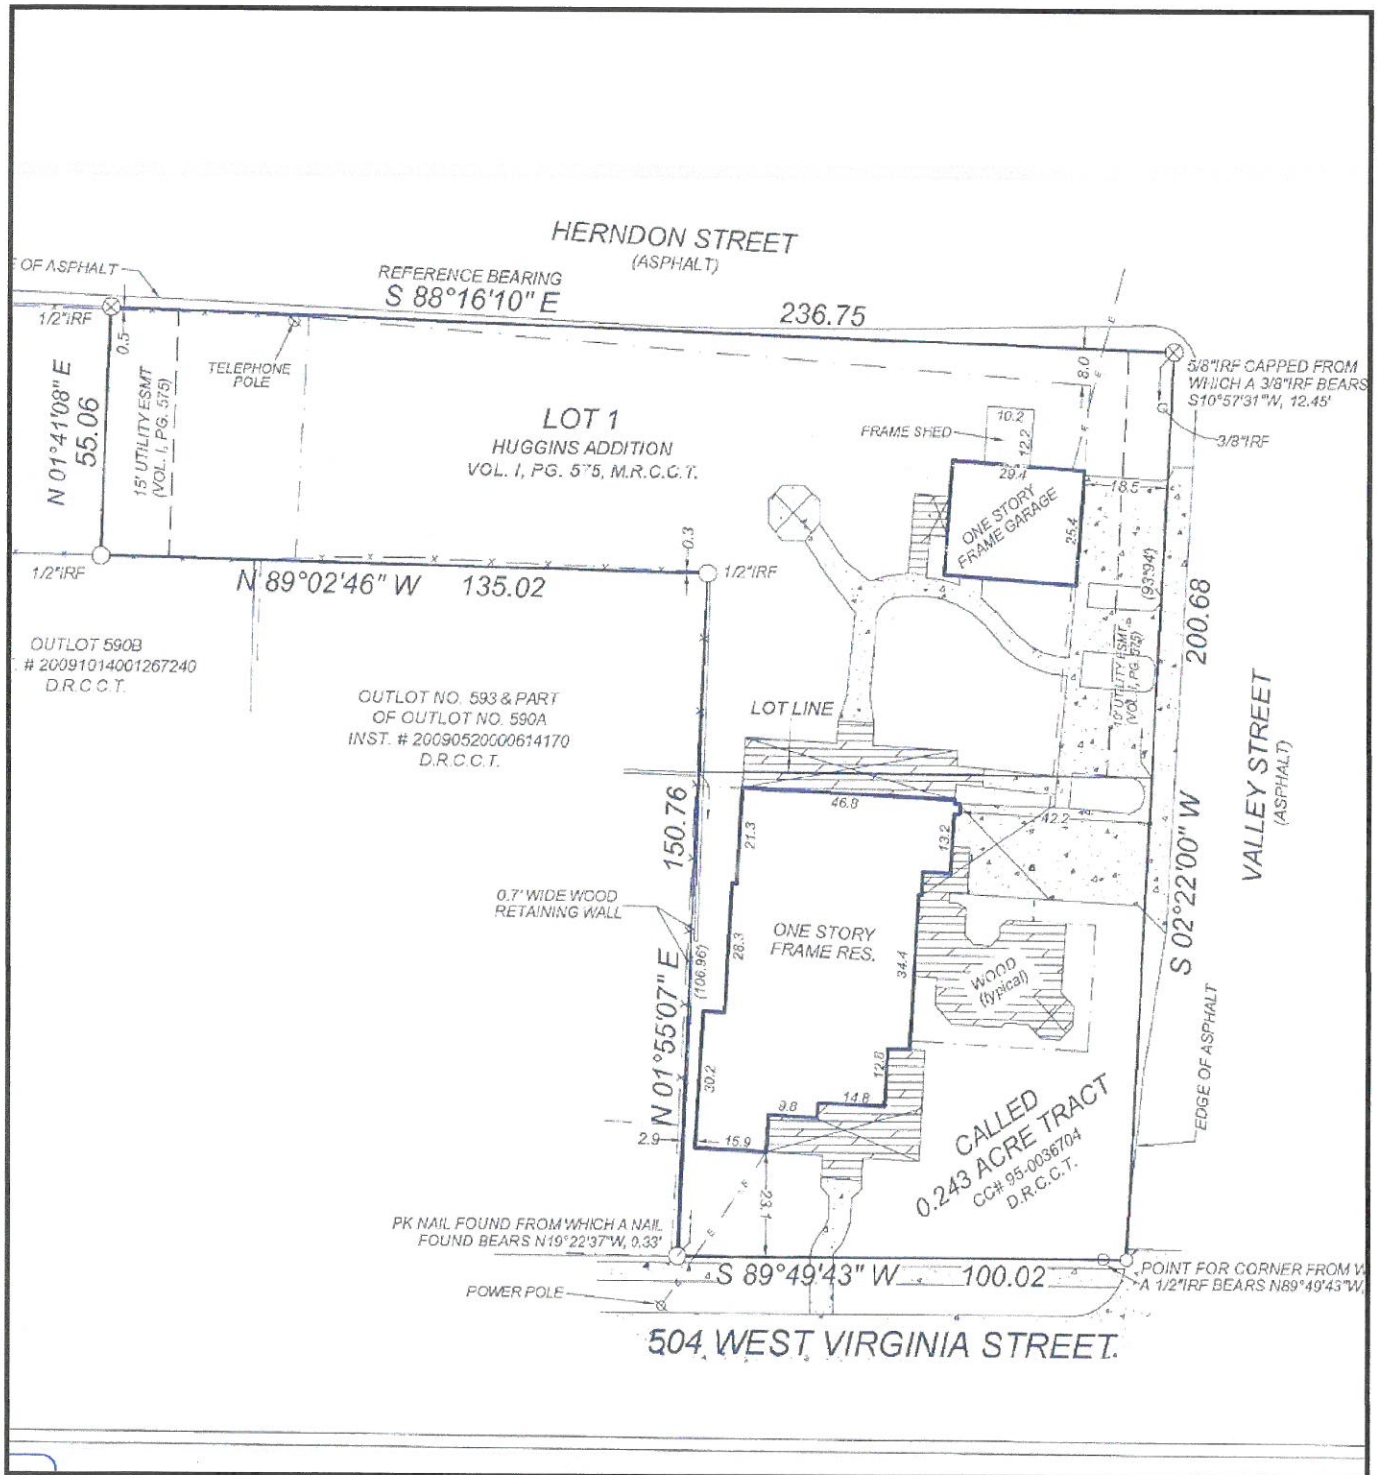 HERNDON STREET
(ASPHALT)
E OF ASPHALT
REFERENCE BEARING
S 88°16'10" E
236.75
1/2"IRF
0.5
TELEPHONE
POLE
8.0
5/8"IRF CAPPED FROM
WHICH A 3/8"IRF BEARS
S10°57'31"W, 12.45'
3/8"IRF
N 01°41'08" E
55.06
15' UTILITY ESMT
(VOL. I, PG. 575)
LOT 1
HUGGINS ADDITION
VOL. I, PG. 575, M.R.C.C.T.
FRAME SHED
10.2
12.2
29.4
18.5
ONE STORY
FRAME GARAGE
25.4
(93.94')
200.68
0.3
1/2"IRF
1/2"IRF
N 89°02'46" W
135.02
OUTLOT 590B
. # 20091014001267240
D.R.C.C.T.
OUTLOT NO. 593 & PART
OF OUTLOT NO. 590A
INST. # 20090520000614170
D.R.C.C.T.
LOT LINE
UTILITY ESMT
(VOL. I, PG. 575)
VALLEY STREET
(ASPHALT)
46.8
42.2
150.76
21.3
13.2
S 02°22'00" W
0.7' WIDE WOOD
RETAINING WALL
28.3
(106.96')
ONE STORY
FRAME RES.
34.4
WOOD
(typical)
N 01°55'07" E
30.2
12.8
14.8
9.8
EDGE OF ASPHALT
2.9
15.9
CALLED
0.243 ACRE TRACT
CC# 95-0036704
D.R.C.C.T.
23.1
PK NAIL FOUND FROM WHICH A NAIL
FOUND BEARS N19°22'37"W, 0.33'
S 89°49'43" W
100.02
POINT FOR CORNER FROM W
A 1/2"IRF BEARS N89°49'43"W,
POWER POLE
504 WEST VIRGINIA STREET.